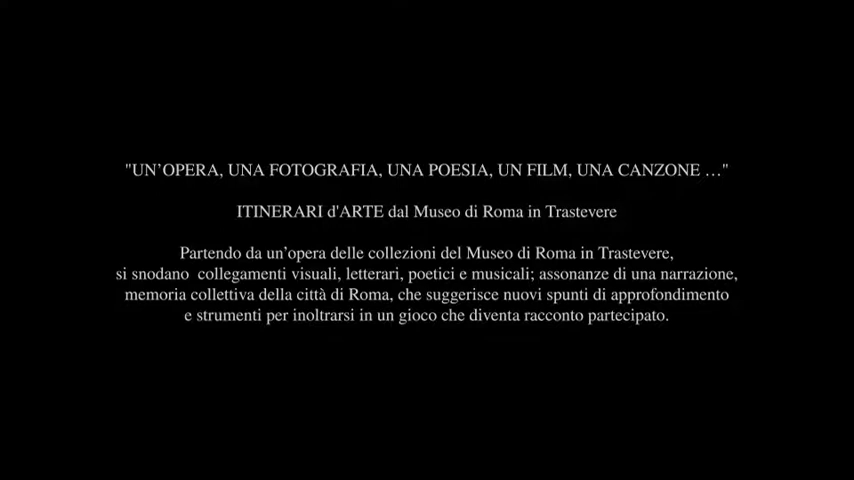 "UN’OPERA, UNA FOTOGRAFIA, UNA POESIA, UN FILM, UNA CANZONE …"
ITINERARI d'ARTE dal Museo di Roma in Trastevere
Partendo da un’opera delle collezioni del Museo di Roma in Trastevere,
si snodano collegamenti visuali, letterari, poetici e musicali; assonanze di una narrazione,
memoria collettiva della città di Roma, che suggerisce nuovi spunti di approfondimento
e strumenti per inoltrarsi in un gioco che diventa racconto partecipato.